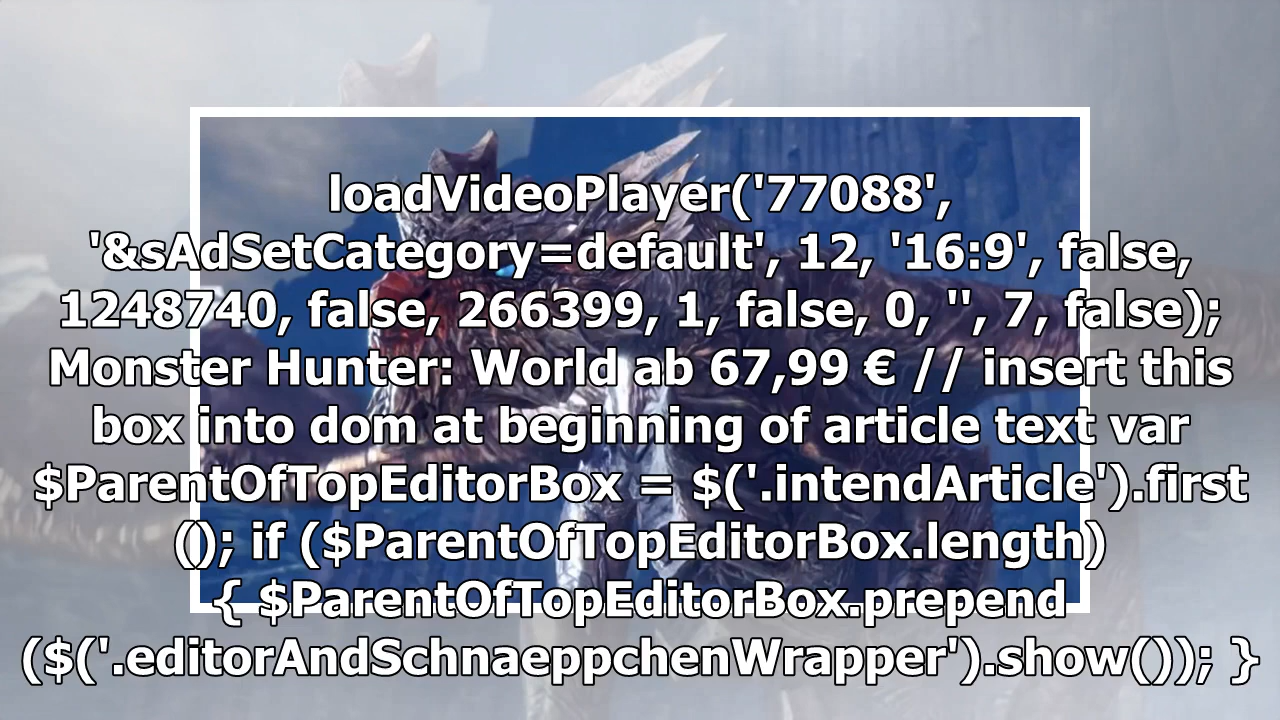 loadVideoPlayer('77088',
'&sAdSetCategory=default', 12, '16:9', false,
1248740, false, 266399, 1, false, 0, '', 7, false);
Monster Hunter: World ab 67,99 € // insert this
box into dom at beginning of article text var
$ParentOfTopEditorBox = $('.intendArticle').first
(); if ($ParentOfTopEditorBox.length)
{ $ParentOfTopEditorBox.prepend
($('.editorAndSchnaeppchenWrapper').show()); }